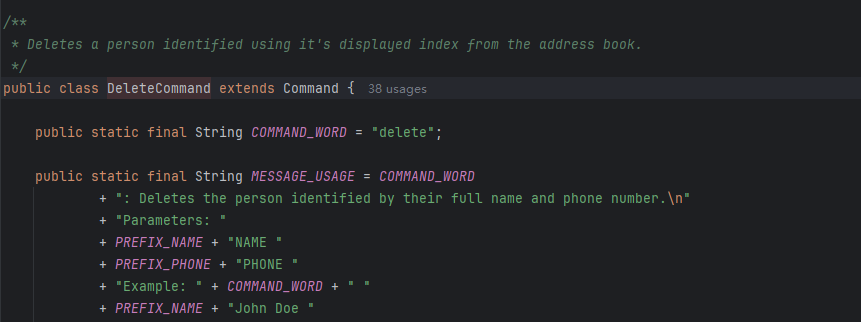 /**
 * Deletes a person identified using it's displayed index from the address book.
 */
public class DeleteCommand extends Command { 38 usages
public static final String COMMAND_WORD = "delete";
public static final String MESSAGE_USAGE = COMMAND_WORD
+ ": Deletes the person identified by their full name and phone number.\n"
+ "Parameters: "
+ PREFIX_NAME + "NAME "
+ PREFIX_PHONE + "PHONE "
+ "Example: " + COMMAND_WORD + " "
+ PREFIX_NAME + "John Doe "